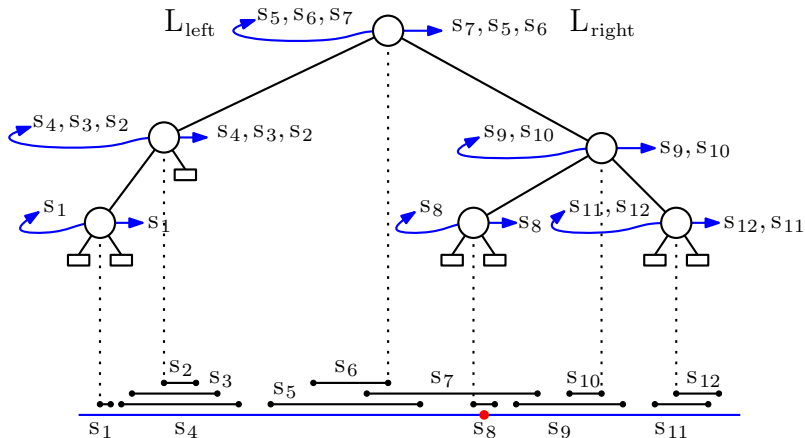 L_left s₅, s₆, s₇ s₇, s₅, s₆ L_right
s₄, s₃, s₂ s₄, s₃, s₂ s₉, s₁₀ s₉, s₁₀
s₁ s₁ s₈ s₈ s₁₁, s₁₂ s₁₂, s₁₁
s₂ s₃ s₅ s₆ s₇ s₁₀ s₁₂
s₁ s₄ s₈ s₉ s₁₁